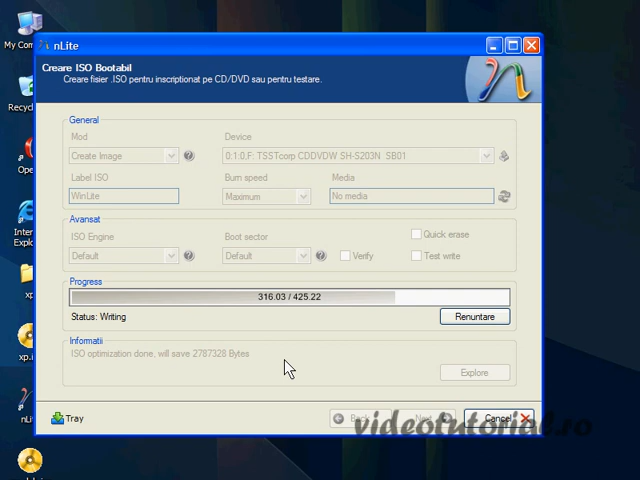 My Com
nLite
Creare ISO Bootabil
Creare fisier .ISO pentru inscriptionat pe CD/DVD sau pentru testare.
Recyc
General
Mod
Device
Create Image
0:1:0,F: TSSTcorp CDDVDW SH-S203N SB01
Ope
Label ISO
Burn speed
Media
WinLite
Maximum
No media
Inter
Explo
Avansat
ISO Engine
Boot sector
Quick erase
Default
Default
Verify
Test write
xp
Progress
316.03 / 425.22
Status: Writing
Renuntare
xp.i
Informatii
ISO optimization done, will save 2787328 Bytes
Explore
nLi
Tray
Back
Next
Cancel
videotutorial.ro